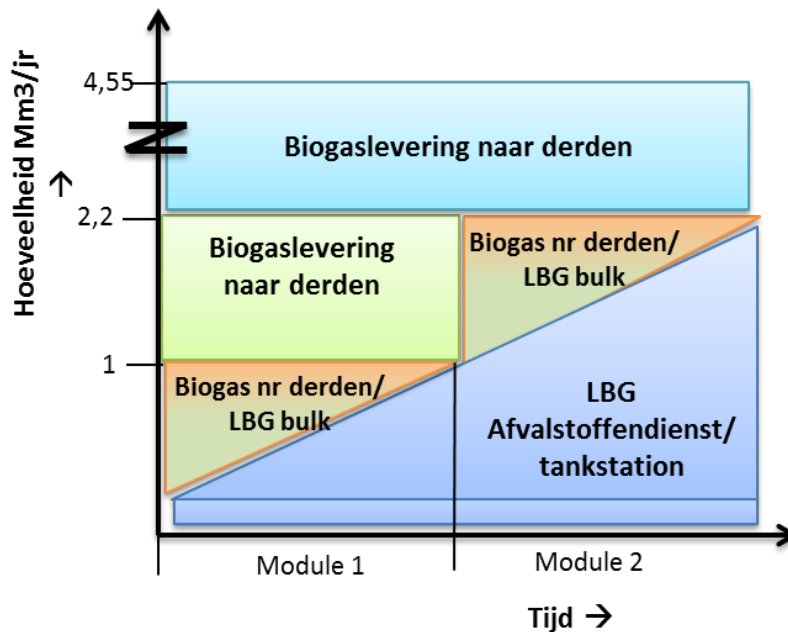 Hoeveelheid Mm3/jr
→
4,55
2,2
1
Biogaslevering naar derden
Biogaslevering
naar derden
Biogas nr derden/
LBG bulk
Biogas nr derden/
LBG bulk
LBG
Afvalstoffendienst/
tankstation
Module 1
Module 2
Tijd →